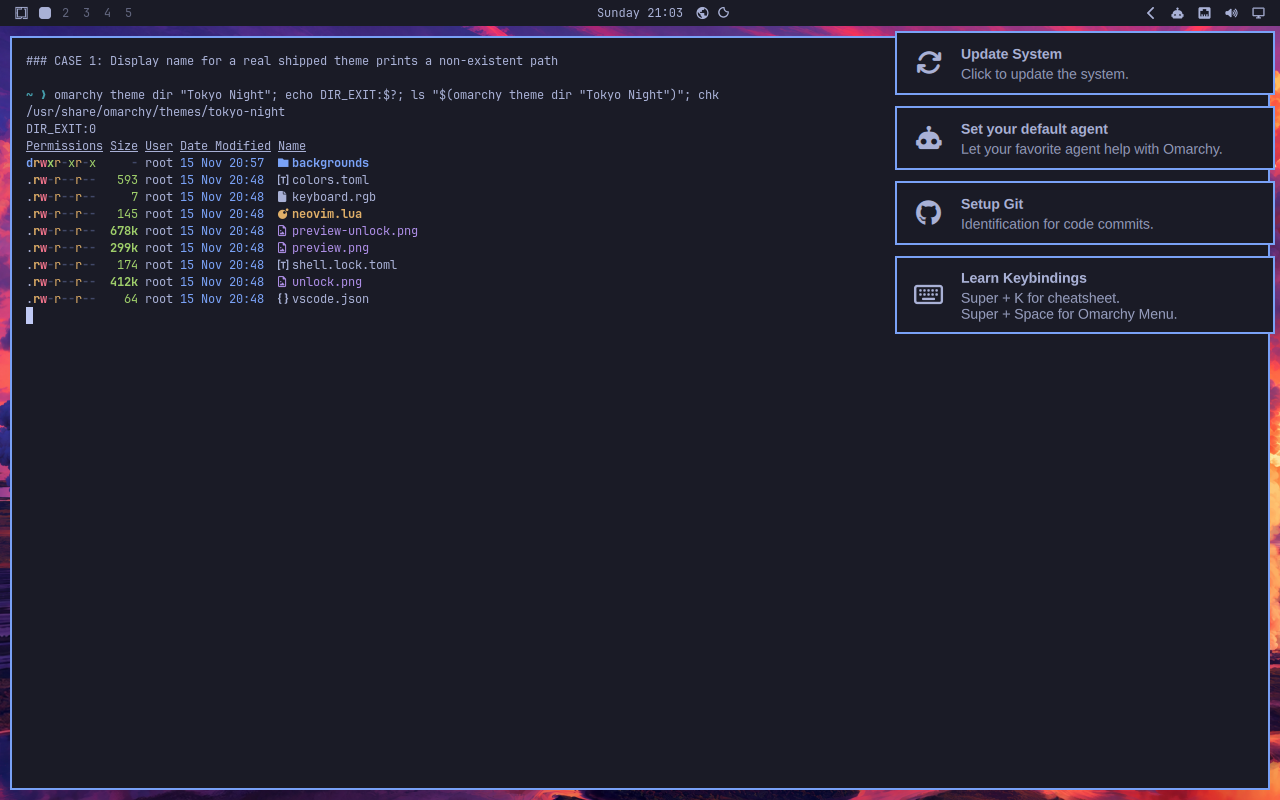 2 3 4 5
Sunday 21:03
### CASE 1: Display name for a real shipped theme prints a non-existent path
~ ❯ omarchy theme dir "Tokyo Night"; echo DIR_EXIT:$?; ls "$(omarchy theme dir "Tokyo Night")"; chk
/usr/share/omarchy/themes/tokyo-night
DIR_EXIT:0
Permissions Size User Date Modified Name
drwxr-xr-x - root 15 Nov 20:57 backgrounds
.rw-r--r-- 593 root 15 Nov 20:48 colors.toml
.rw-r--r-- 7 root 15 Nov 20:48 keyboard.rgb
.rw-r--r-- 145 root 15 Nov 20:48 neovim.lua
.rw-r--r-- 678k root 15 Nov 20:48 preview-unlock.png
.rw-r--r-- 299k root 15 Nov 20:48 preview.png
.rw-r--r-- 174 root 15 Nov 20:48 shell.lock.toml
.rw-r--r-- 412k root 15 Nov 20:48 unlock.png
.rw-r--r-- 64 root 15 Nov 20:48 vscode.json
Update System
Click to update the system.
Set your default agent
Let your favorite agent help with Omarchy.
Setup Git
Identification for code commits.
Learn Keybindings
Super + K for cheatsheet.
Super + Space for Omarchy Menu.